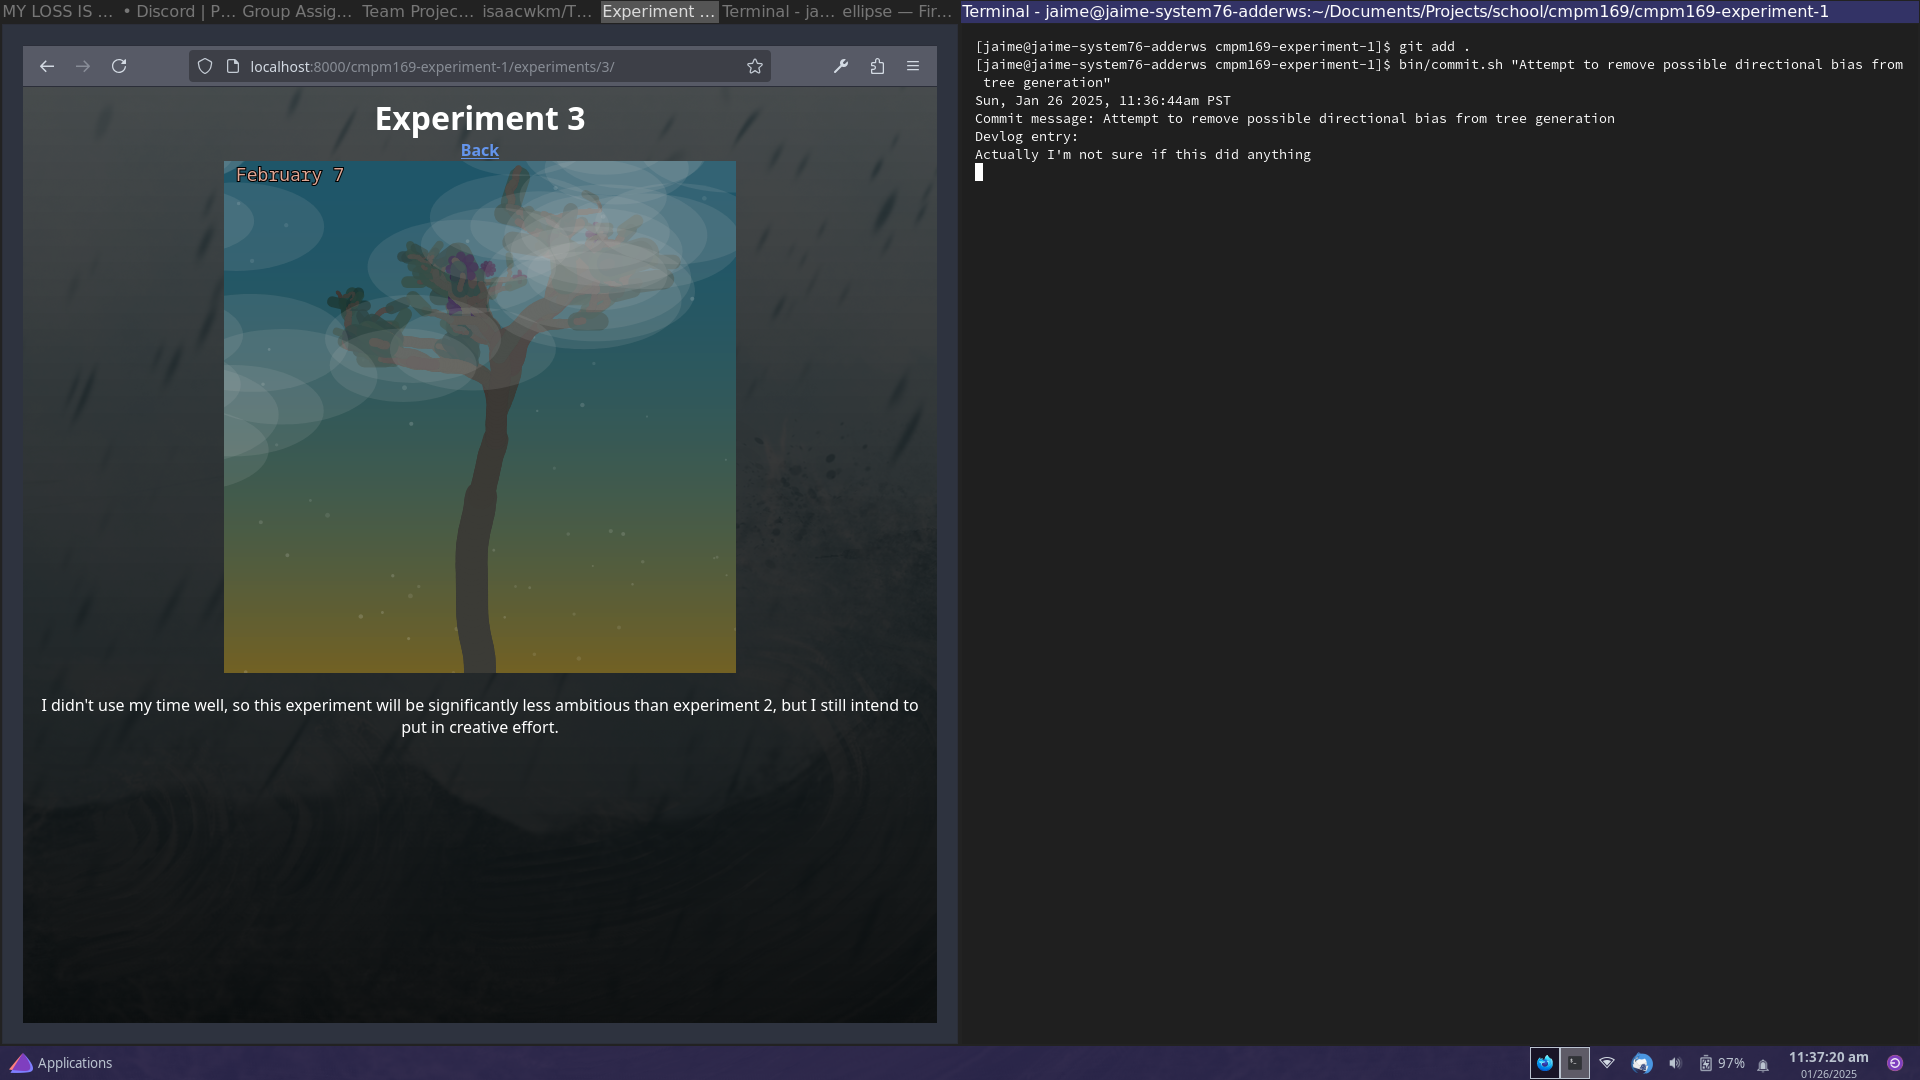 MY LOSS IS ... • Discord | P... Group Assig... Team Projec... isaacwkm/T... Experiment ... Terminal - ja... ellipse — Fir...
Terminal - jaime@jaime-system76-adderws:~/Documents/Projects/school/cmpm169/cmpm169-experiment-1
localhost:8000/cmpm169-experiment-1/experiments/3/
Experiment 3
Back
February 7
I didn't use my time well, so this experiment will be significantly less ambitious than experiment 2, but I still intend to
put in creative effort.
[jaime@jaime-system76-adderws cmpm169-experiment-1]$ git add .
[jaime@jaime-system76-adderws cmpm169-experiment-1]$ bin/commit.sh "Attempt to remove possible directional bias from
tree generation"
Sun, Jan 26 2025, 11:36:44am PST
Commit message: Attempt to remove possible directional bias from tree generation
Devlog entry:
Actually I'm not sure if this did anything
Applications
97%
11:37:20 am
01/26/2025